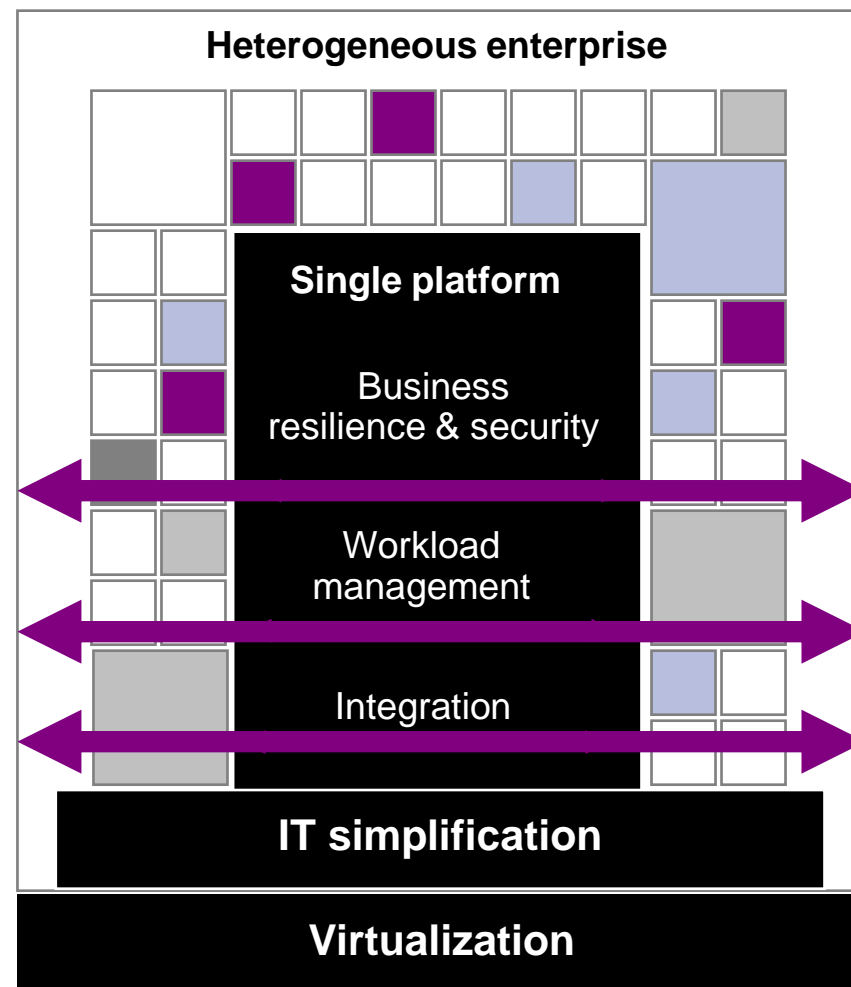 Heterogeneous enterprise
Single platform
Business
resilience & security
Workload
management
Integration
IT simplification
Virtualization